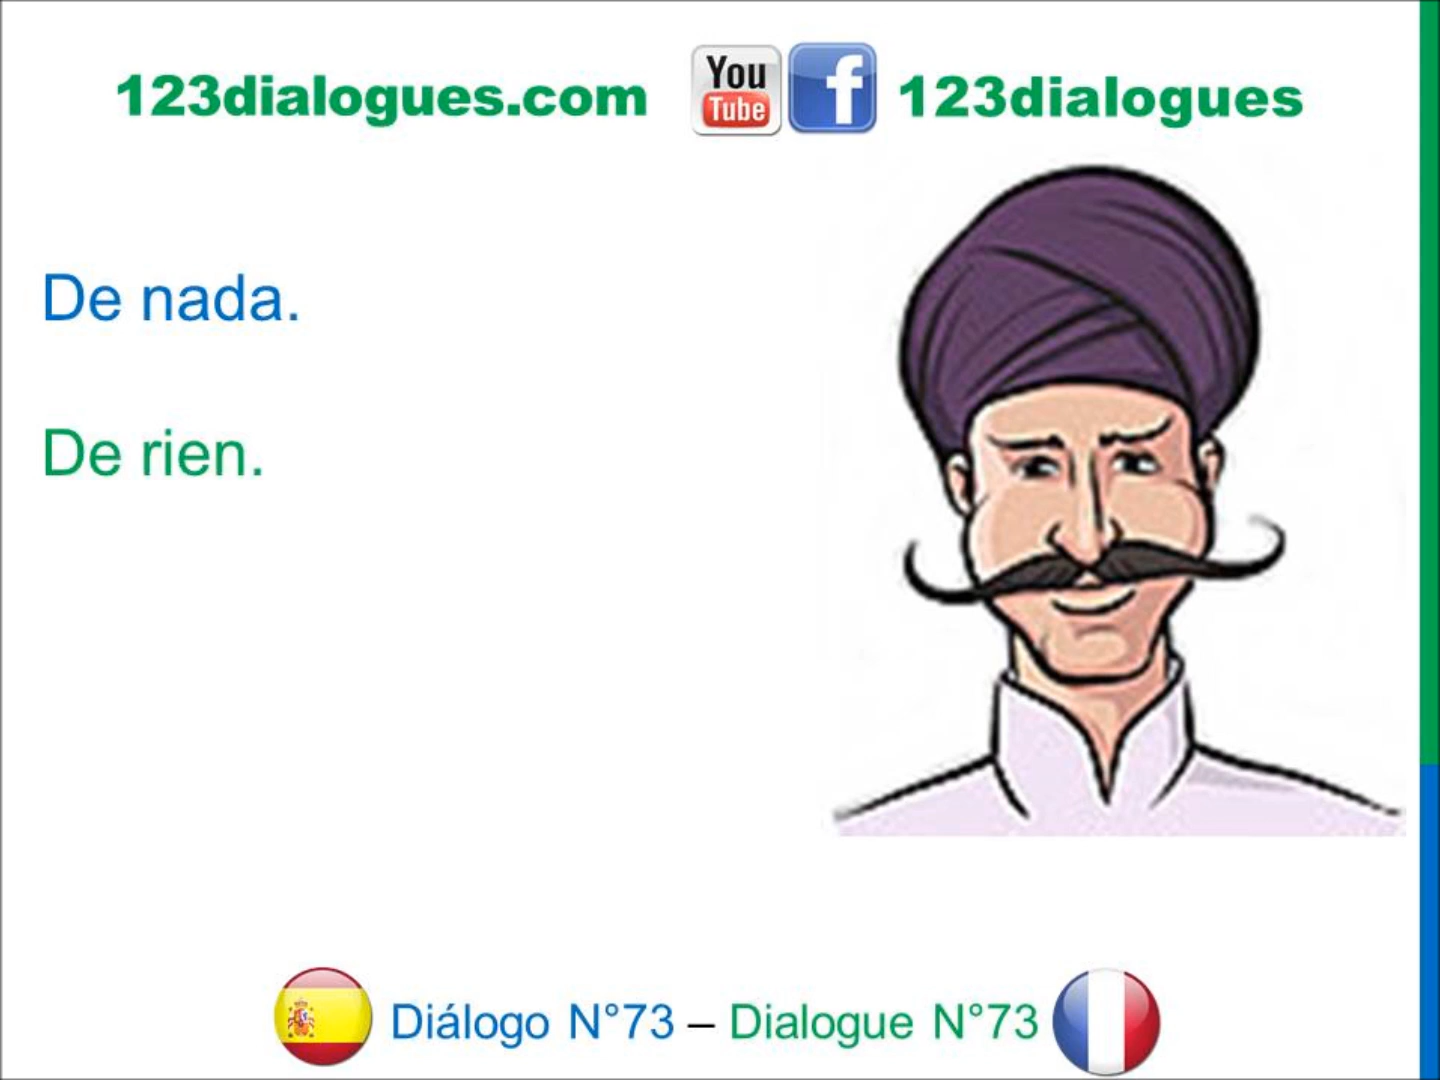 123dialogues.com You Tube f 123dialogues
De nada.
De rien.
Diálogo N°73 – Dialogue N°73